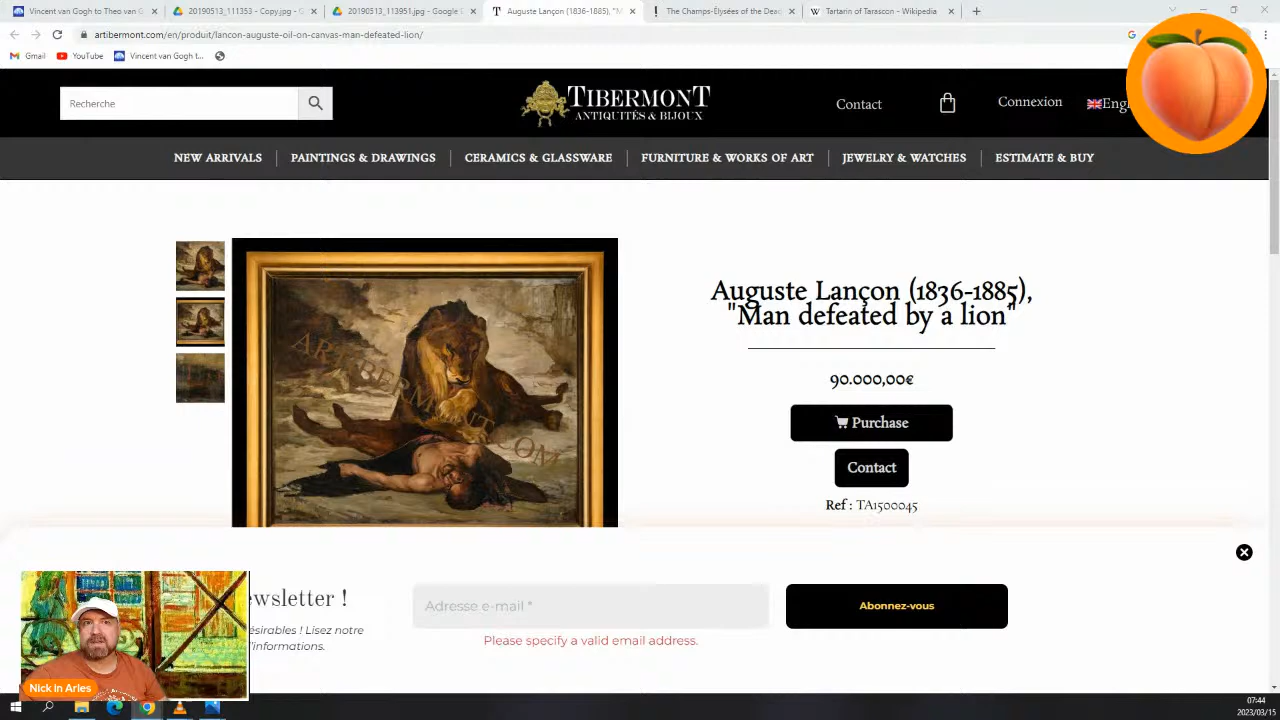 Vincent van Gogh to Theo van G
20190513_111353 - Copy.jpg - G
20190513_113951.jpg - Google D
Auguste Lançon (1836-1885), "M
The Champs-Élysées of the Dead
Tartarin of Tarascon - Wikipedia
artibermont.com/en/produit/lancon-auguste-oil-on-canvas-man-defeated-lion/
Gmail
YouTube
Vincent van Gogh t...
Recherche
TIBERMONT
ANTIQUITÉS & BIJOUX
Contact
Connexion
Engl
NEW ARRIVALS
PAINTINGS & DRAWINGS
CERAMICS & GLASSWARE
FURNITURE & WORKS OF ART
JEWELRY & WATCHES
ESTIMATE & BUY
ARTIBERMONT.COM
Auguste Lançon (1836-1885),
"Man defeated by a lion"
90.000,00€
Purchase
Contact
Ref : TA1500045
ewsletter !
ésirables ! Lisez notre
d'informations.
Adresse e-mail *
Please specify a valid email address.
Abonnez-vous
Nick in Arles
07:44
2023/03/15